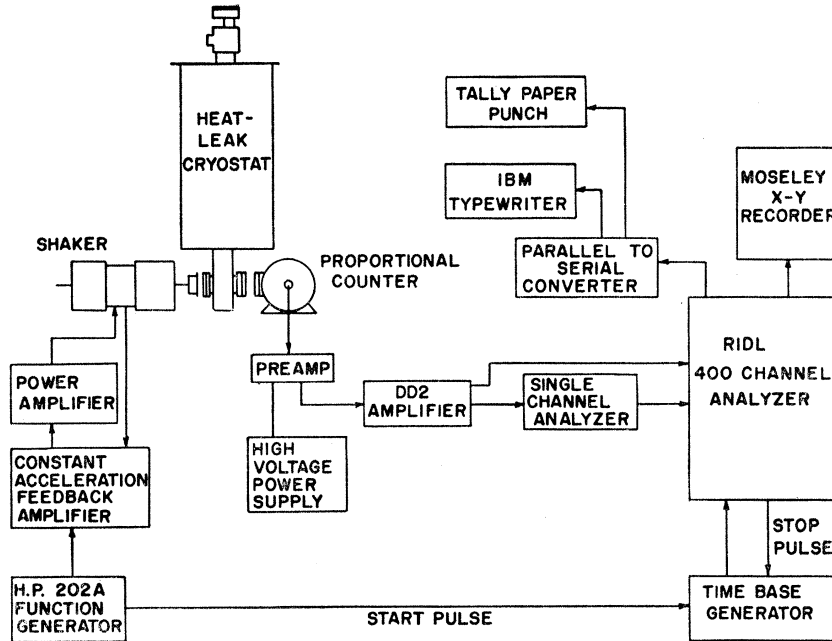 HEAT-
LEAK
CRYOSTAT
TALLY PAPER
PUNCH
IBM
TYPEWRITER
MOSELEY
X-Y
RECORDER
SHAKER
PROPORTIONAL
COUNTER
PARALLEL TO
SERIAL
CONVERTER
POWER
AMPLIFIER
PREAMP
DD2
AMPLIFIER
SINGLE
CHANNEL
ANALYZER
RIDL
400 CHANNEL
ANALYZER
CONSTANT
ACCELERATION
FEEDBACK
AMPLIFIER
HIGH
VOLTAGE
POWER
SUPPLY
STOP
PULSE
H.P. 202A
FUNCTION
GENERATOR
START PULSE
TIME BASE
GENERATOR